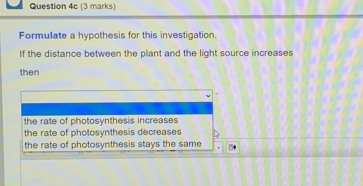 Question 4c (3 marks)
Formulate a hypothesis for this investigation.
If the distance between the plant and the light source increases
then
the rate of photosynthesis increases
the rate of photosynthesis decreases
the rate of photosynthesis stays the same